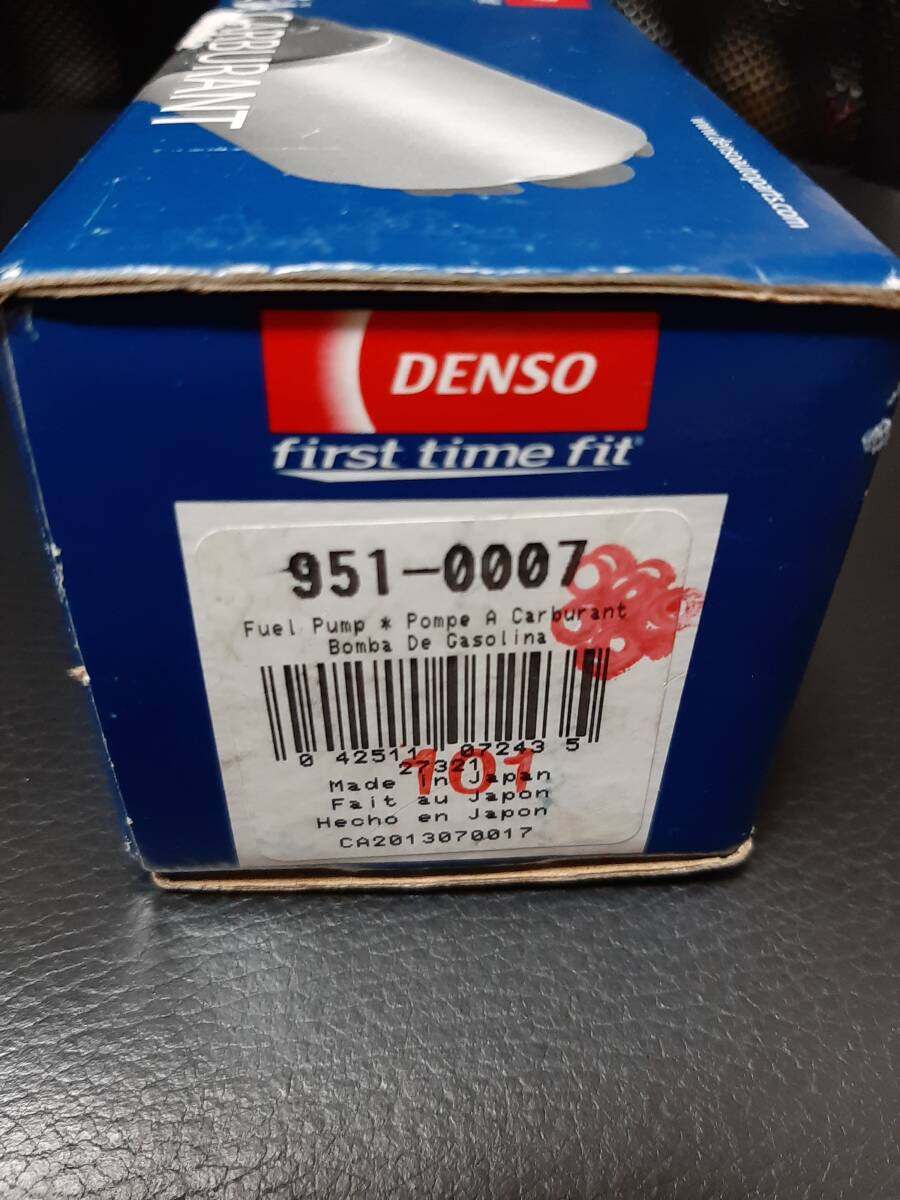 CARBURANT
www.densoautoparts.com
DENSO
first time fit®
951-0007
Fuel Pump * Pompe A Carburant
Bomba De Gasolina
0 42511 07243 5
27321
101
Made in Japan
Fait au Japon
Hecho en Japon
CA2013070017